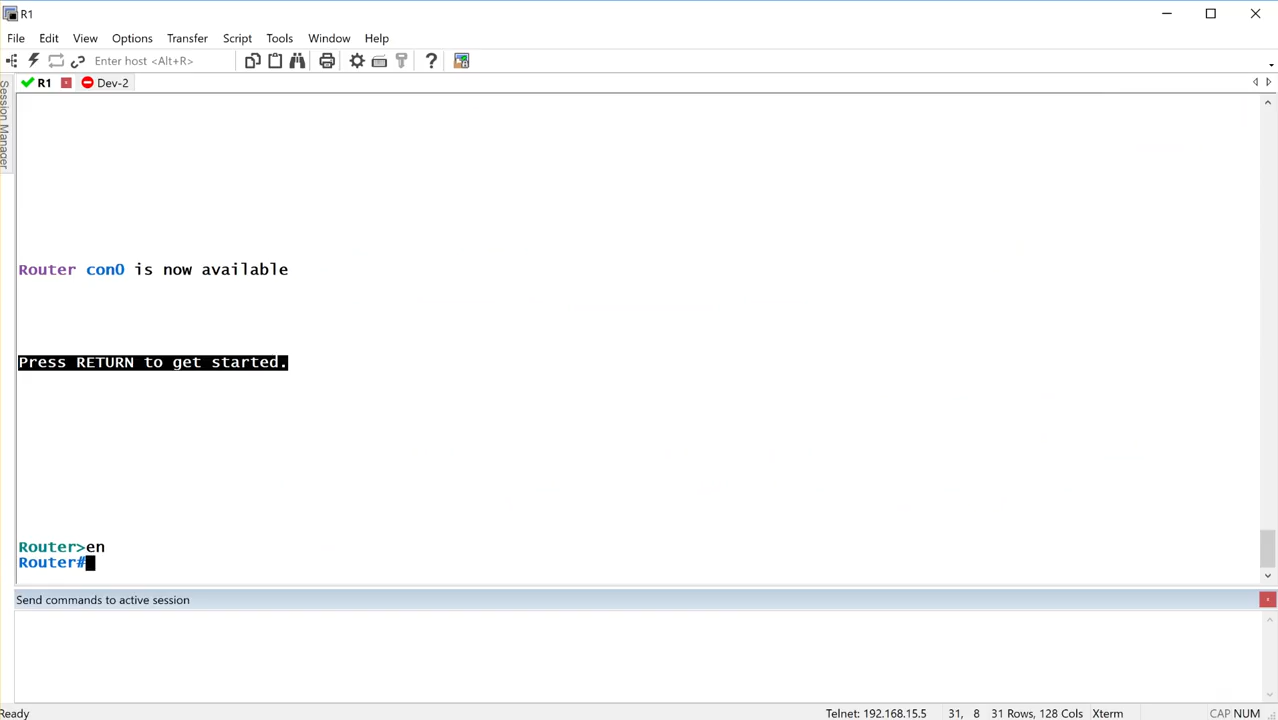 R1
File Edit View Options Transfer Script Tools Window Help
Enter host <Alt+R>
R1 Dev-2
Session Manager
Router con0 is now available
Press RETURN to get started.
Router>en
Router#
Send commands to active session
Ready Telnet: 192.168.15.5 31, 8 31 Rows, 128 Cols Xterm CAP NUM